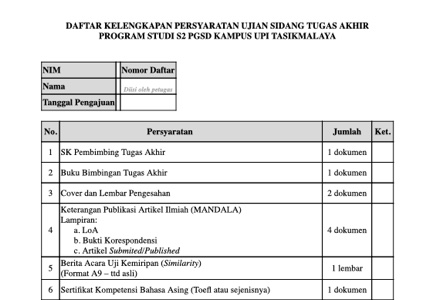 DAFTAR KELENGKAPAN PERSYARATAN UJIAN SIDANG TUGAS AKHIR
PROGRAM STUDI S2 PGSD KAMPUS UPI TASIKMALAYA
NIM Nomor Daftar
Nama Diisi oleh petugas
Tanggal Pengajuan
No. Persyaratan Jumlah Ket.
1 SK Pembimbing Tugas Akhir 1 dokumen
2 Buku Bimbingan Tugas Akhir 1 dokumen
3 Cover dan Lembar Pengesahan 2 dokumen
4 Keterangan Publikasi Artikel Ilmiah (MANDALA) 4 dokumen
Lampiran:
a. LoA
b. Bukti Korespondensi
c. Artikel Submited/Published
5 Berita Acara Uji Kemiripan (Similarity) 1 lembar
(Format A9 – ttd asli)
6 Sertifikat Kompetensi Bahasa Asing (Toefl atau sejenisnya) 1 dokumen